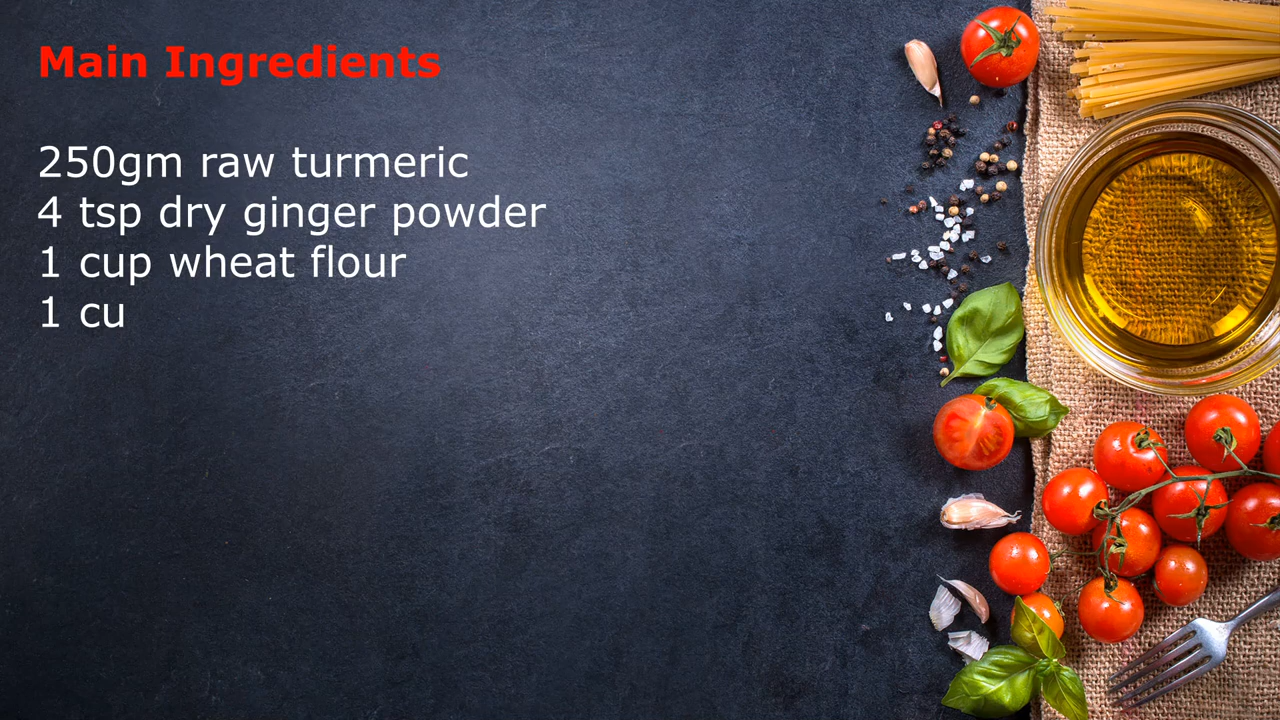 Main Ingredients
250gm raw turmeric
4 tsp dry ginger powder
1 cup wheat flour
1 cu